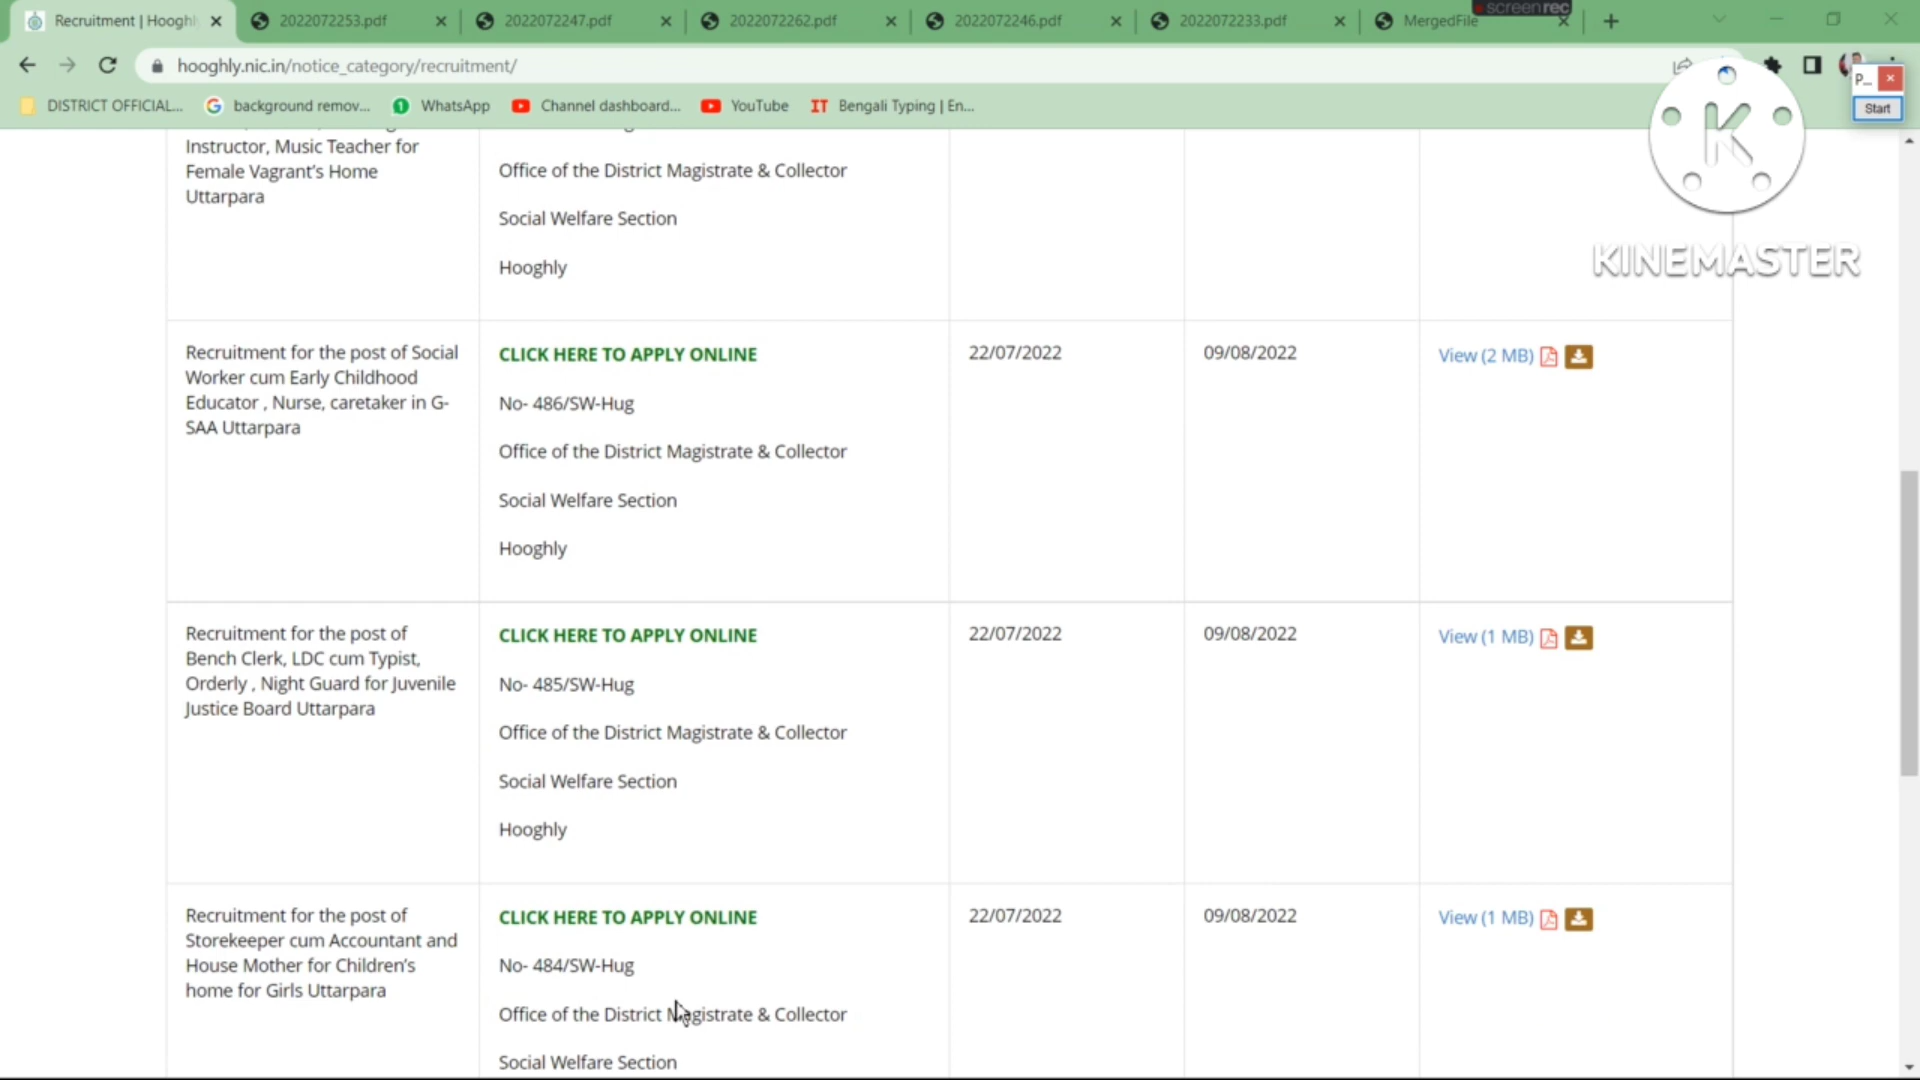 Recruitment | Hooghly
2022072253.pdf
2022072247.pdf
2022072262.pdf
2022072246.pdf
2022072233.pdf
MergedFile
screenrec
hooghly.nic.in/notice_category/recruitment/
P...
Start
DISTRICT OFFICIAL...
background remov...
WhatsApp
Channel dashboard...
YouTube
IT Bengali Typing | En...
K
KINEMASTER
Instructor, Music Teacher for
Female Vagrant's Home
Uttarpara
Office of the District Magistrate & Collector
Social Welfare Section
Hooghly
Recruitment for the post of Social
Worker cum Early Childhood
Educator , Nurse, caretaker in G-
SAA Uttarpara
CLICK HERE TO APPLY ONLINE
No- 486/SW-Hug
Office of the District Magistrate & Collector
Social Welfare Section
Hooghly
22/07/2022
09/08/2022
View (2 MB)
Recruitment for the post of
Bench Clerk, LDC cum Typist,
Orderly , Night Guard for Juvenile
Justice Board Uttarpara
CLICK HERE TO APPLY ONLINE
No- 485/SW-Hug
Office of the District Magistrate & Collector
Social Welfare Section
Hooghly
22/07/2022
09/08/2022
View (1 MB)
Recruitment for the post of
Storekeeper cum Accountant and
House Mother for Children's
home for Girls Uttarpara
CLICK HERE TO APPLY ONLINE
No- 484/SW-Hug
Office of the District Magistrate & Collector
Social Welfare Section
22/07/2022
09/08/2022
View (1 MB)